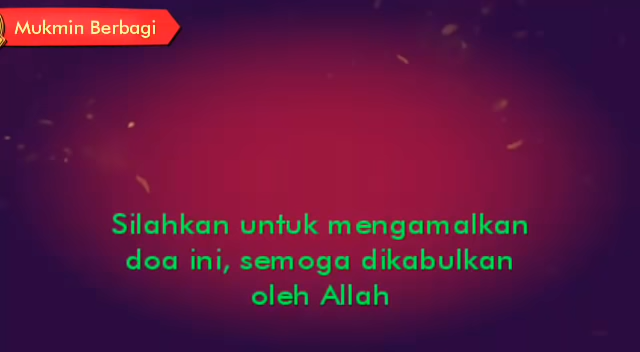 Mukmin Berbagi
Silahkan untuk mengamalkan
doa ini, semoga dikabulkan
oleh Allah